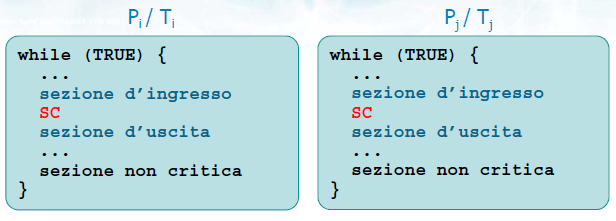 Pi / Ti
while (TRUE) {
...
sezione d'ingresso
SC
sezione d'uscita
...
sezione non critica
}
Pj / Tj
while (TRUE) {
...
sezione d'ingresso
SC
sezione d'uscita
...
sezione non critica
}